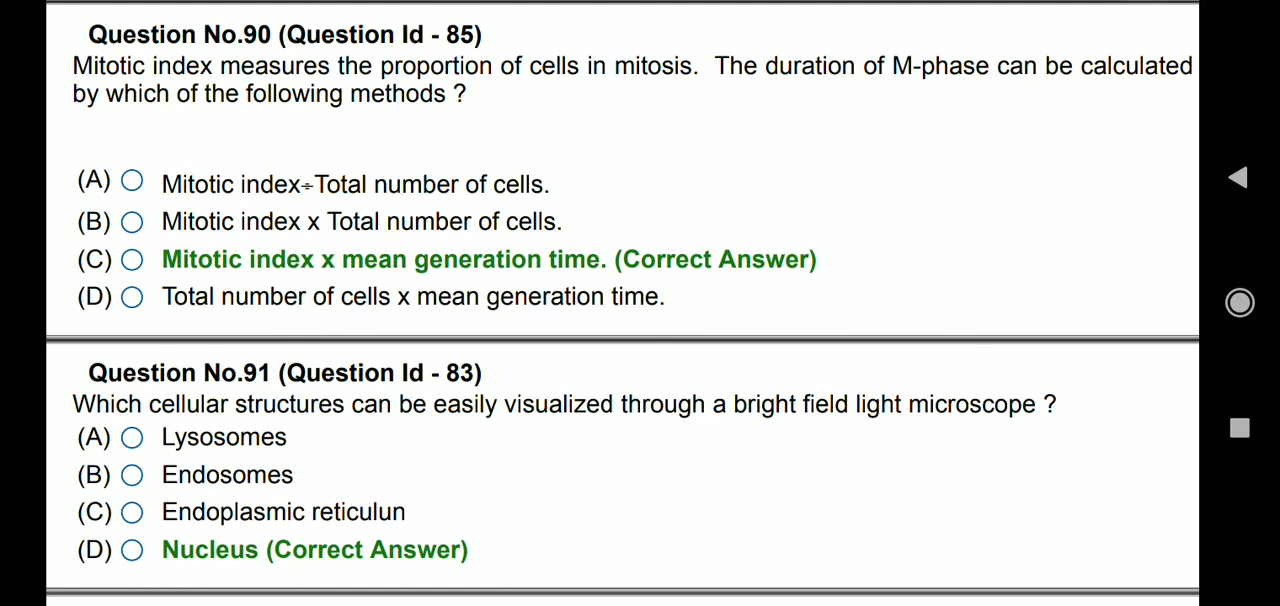 Question No.90 (Question Id - 85)
Mitotic index measures the proportion of cells in mitosis. The duration of M-phase can be calculated
by which of the following methods ?
(A) Mitotic index÷Total number of cells.
(B) Mitotic index x Total number of cells.
(C) Mitotic index x mean generation time. (Correct Answer)
(D) Total number of cells x mean generation time.
Question No.91 (Question Id - 83)
Which cellular structures can be easily visualized through a bright field light microscope ?
(A) Lysosomes
(B) Endosomes
(C) Endoplasmic reticulun
(D) Nucleus (Correct Answer)